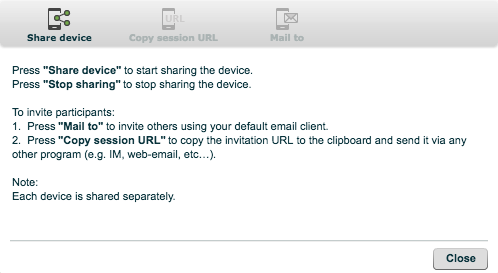 URL
Share device Copy session URL Mail to
Press "Share device" to start sharing the device.
Press "Stop sharing" to stop sharing the device.
To invite participants:
1. Press "Mail to" to invite others using your default email client.
2. Press "Copy session URL" to copy the invitation URL to the clipboard and send it via any
other program (e.g. IM, web-email, etc...).
Note:
Each device is shared separately.
Close